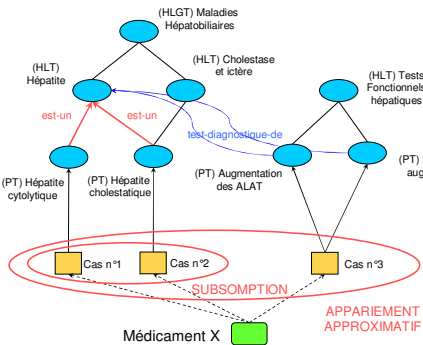 (HLGT) Maladies
Hépatobiliaires
(HLT)
Hépatite
(HLT) Cholestase
et ictère
(HLT) Tests
Fonctionnels
hépatiques
est-un
est-un
test-diagnostique-de
(PT) Hépatite
cytolytique
(PT) Hépatite
cholestatique
(PT) Augmentation
des ALAT
(PT)
aug
Cas n°1
Cas n°2
Cas n°3
SUBSOMPTION
APPARIEMENT
APPROXIMATIF
Médicament X